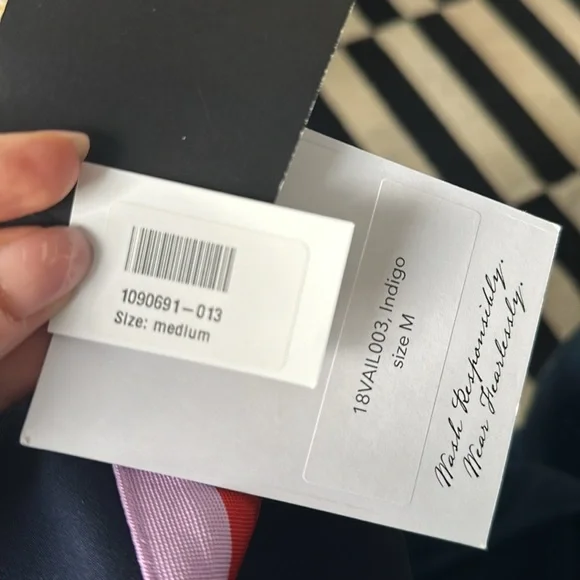 1090691-013
Size: medium
18VAIL003, Indigo
size M
Wash Responsibly.
Wear Fearlessly.